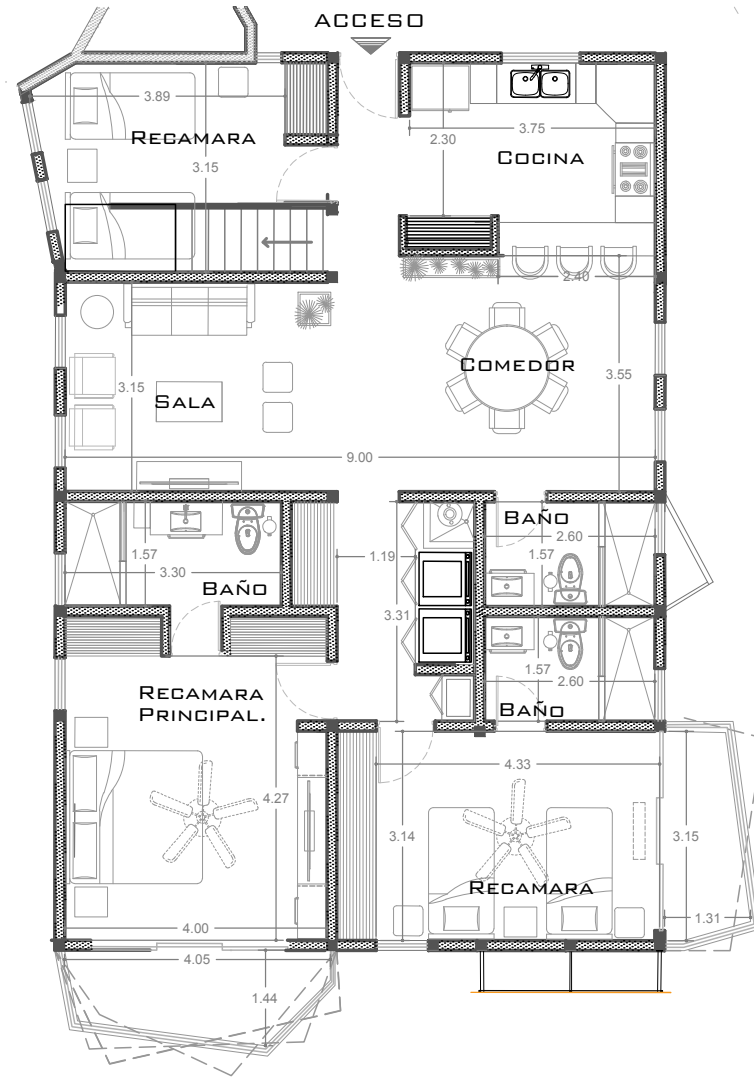 ACCESO
3.89
RECAMARA
3.15
2.30
3.75
COCINA
2.40
3.15
SALA
COMEDOR
3.55
9.00
BAÑO
2.60
1.57
1.57
3.30
BAÑO
1.19
3.31
1.57
2.60
BAÑO
RECAMARA
PRINCIPAL.
4.33
4.27
3.14
3.15
RECAMARA
1.31
4.00
4.05
1.44